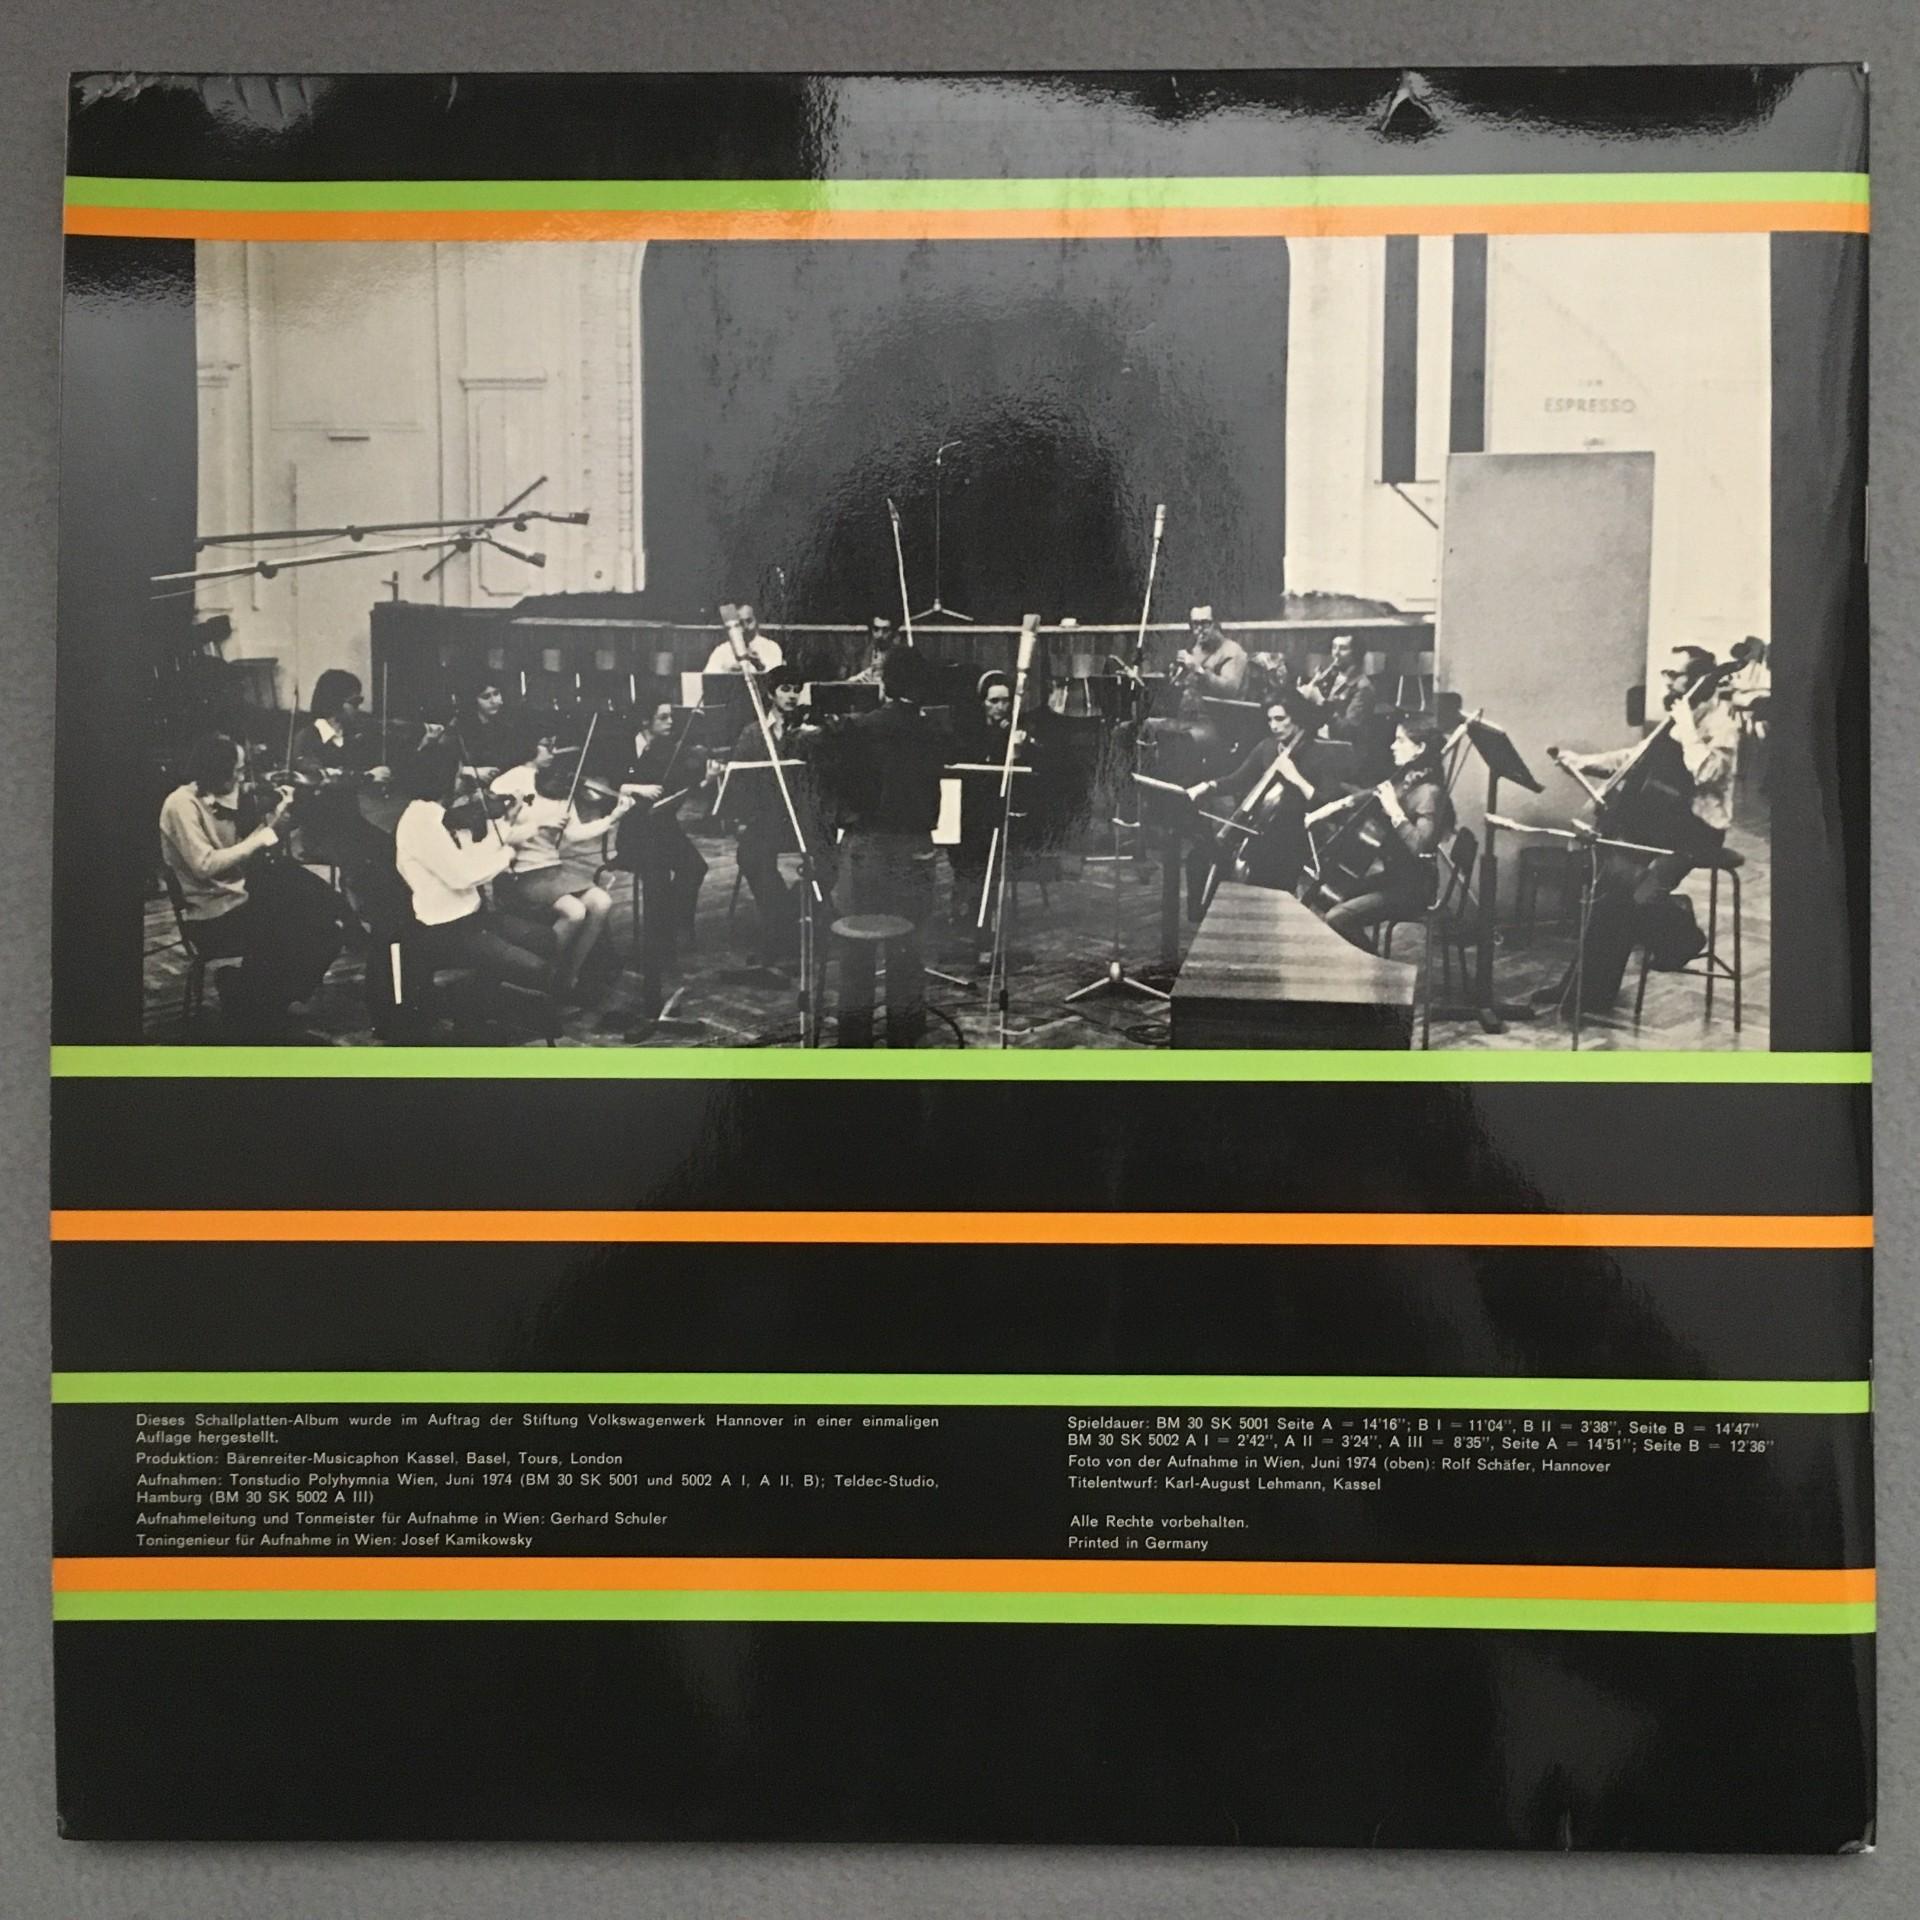 ESPRESSO
Dieses Schallplatten-Album wurde im Auftrag der Stiftung Volkswagenwerk Hannover in einer einmaligen
Auflage hergestellt.
Produktion: Bärenreiter-Musicaphon Kassel, Basel, Tours, London
Aufnahmen: Tonstudio Polyhymnia Wien, Juni 1974 (BM 30 SK 5001 und 5002 A I, A II, B); Teldec-Studio,
Hamburg (BM 30 SK 5002 A III)
Aufnahmeleitung und Tonmeister für Aufnahme in Wien: Gerhard Schuler
Toningenieur für Aufnahme in Wien: Josef Kamikowsky
Spieldauer: BM 30 SK 5001 Seite A = 14'16''; B I = 11'04'', B II = 3'38'', Seite B = 14'47''
BM 30 SK 5002 A I = 2'42'', A II = 3'24'', A III = 8'35'', Seite A = 14'51''; Seite B = 12'36''
Foto von der Aufnahme in Wien, Juni 1974 (oben): Rolf Schäfer, Hannover
Titelentwurf: Karl-August Lehmann, Kassel
Alle Rechte vorbehalten.
Printed in Germany